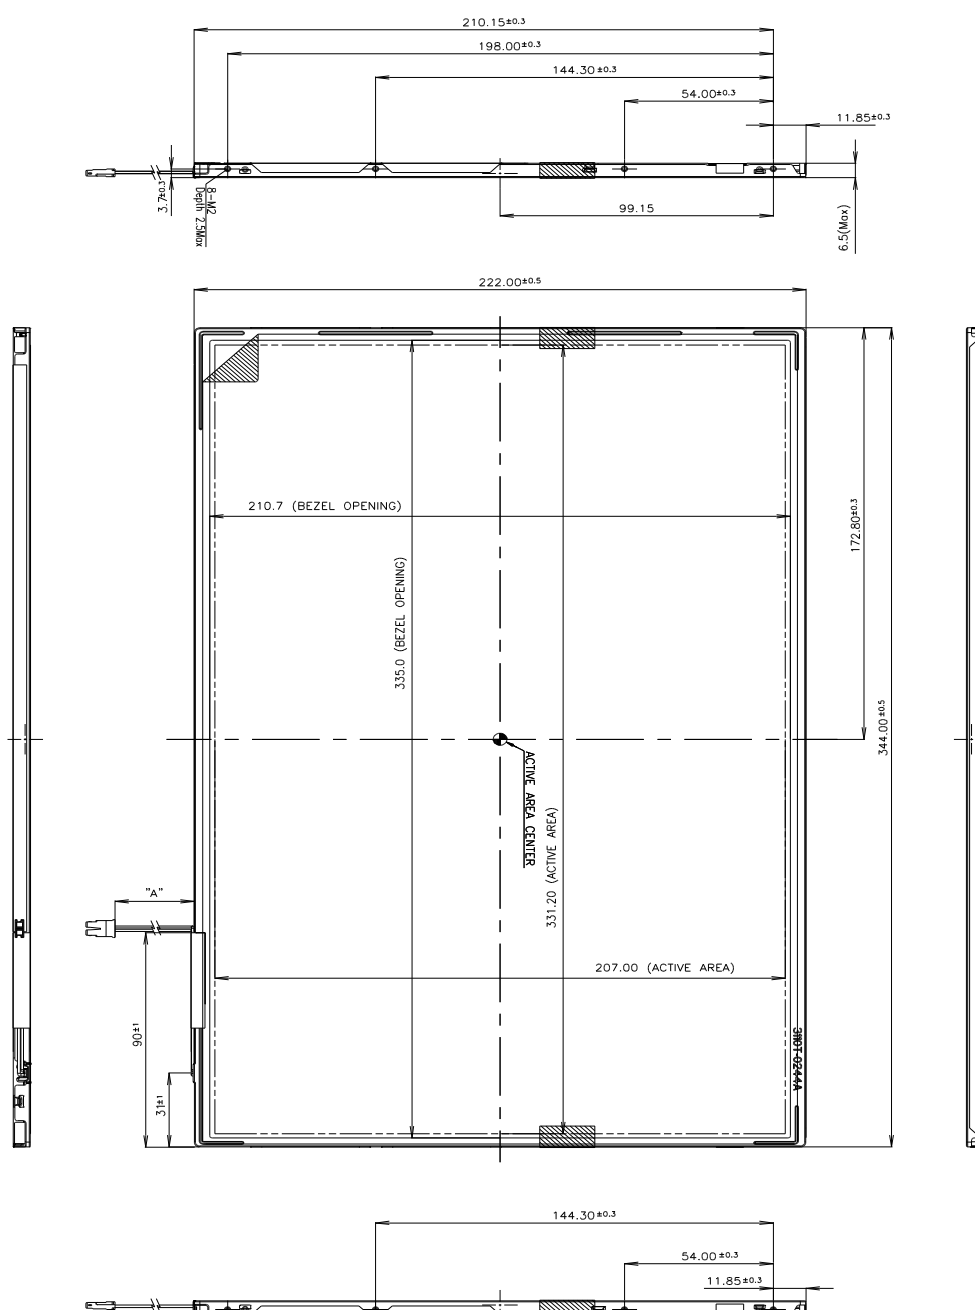 210.15±0.3
198.00±0.3
144.30±0.3
54.00±0.3
11.85±0.3
3.7±0.3
8-M2
Depth 2.5Max
99.15
6.5(Max)
222.00±0.5
210.7 (BEZEL OPENING)
172.80±0.3
335.0 (BEZEL OPENING)
344.00±0.5
ACTIVE AREA CENTER
331.20 (ACTIVE AREA)
"A"
207.00 (ACTIVE AREA)
90±1
3110T-0244A
31±1
144.30±0.3
54.00±0.3
11.85±0.3